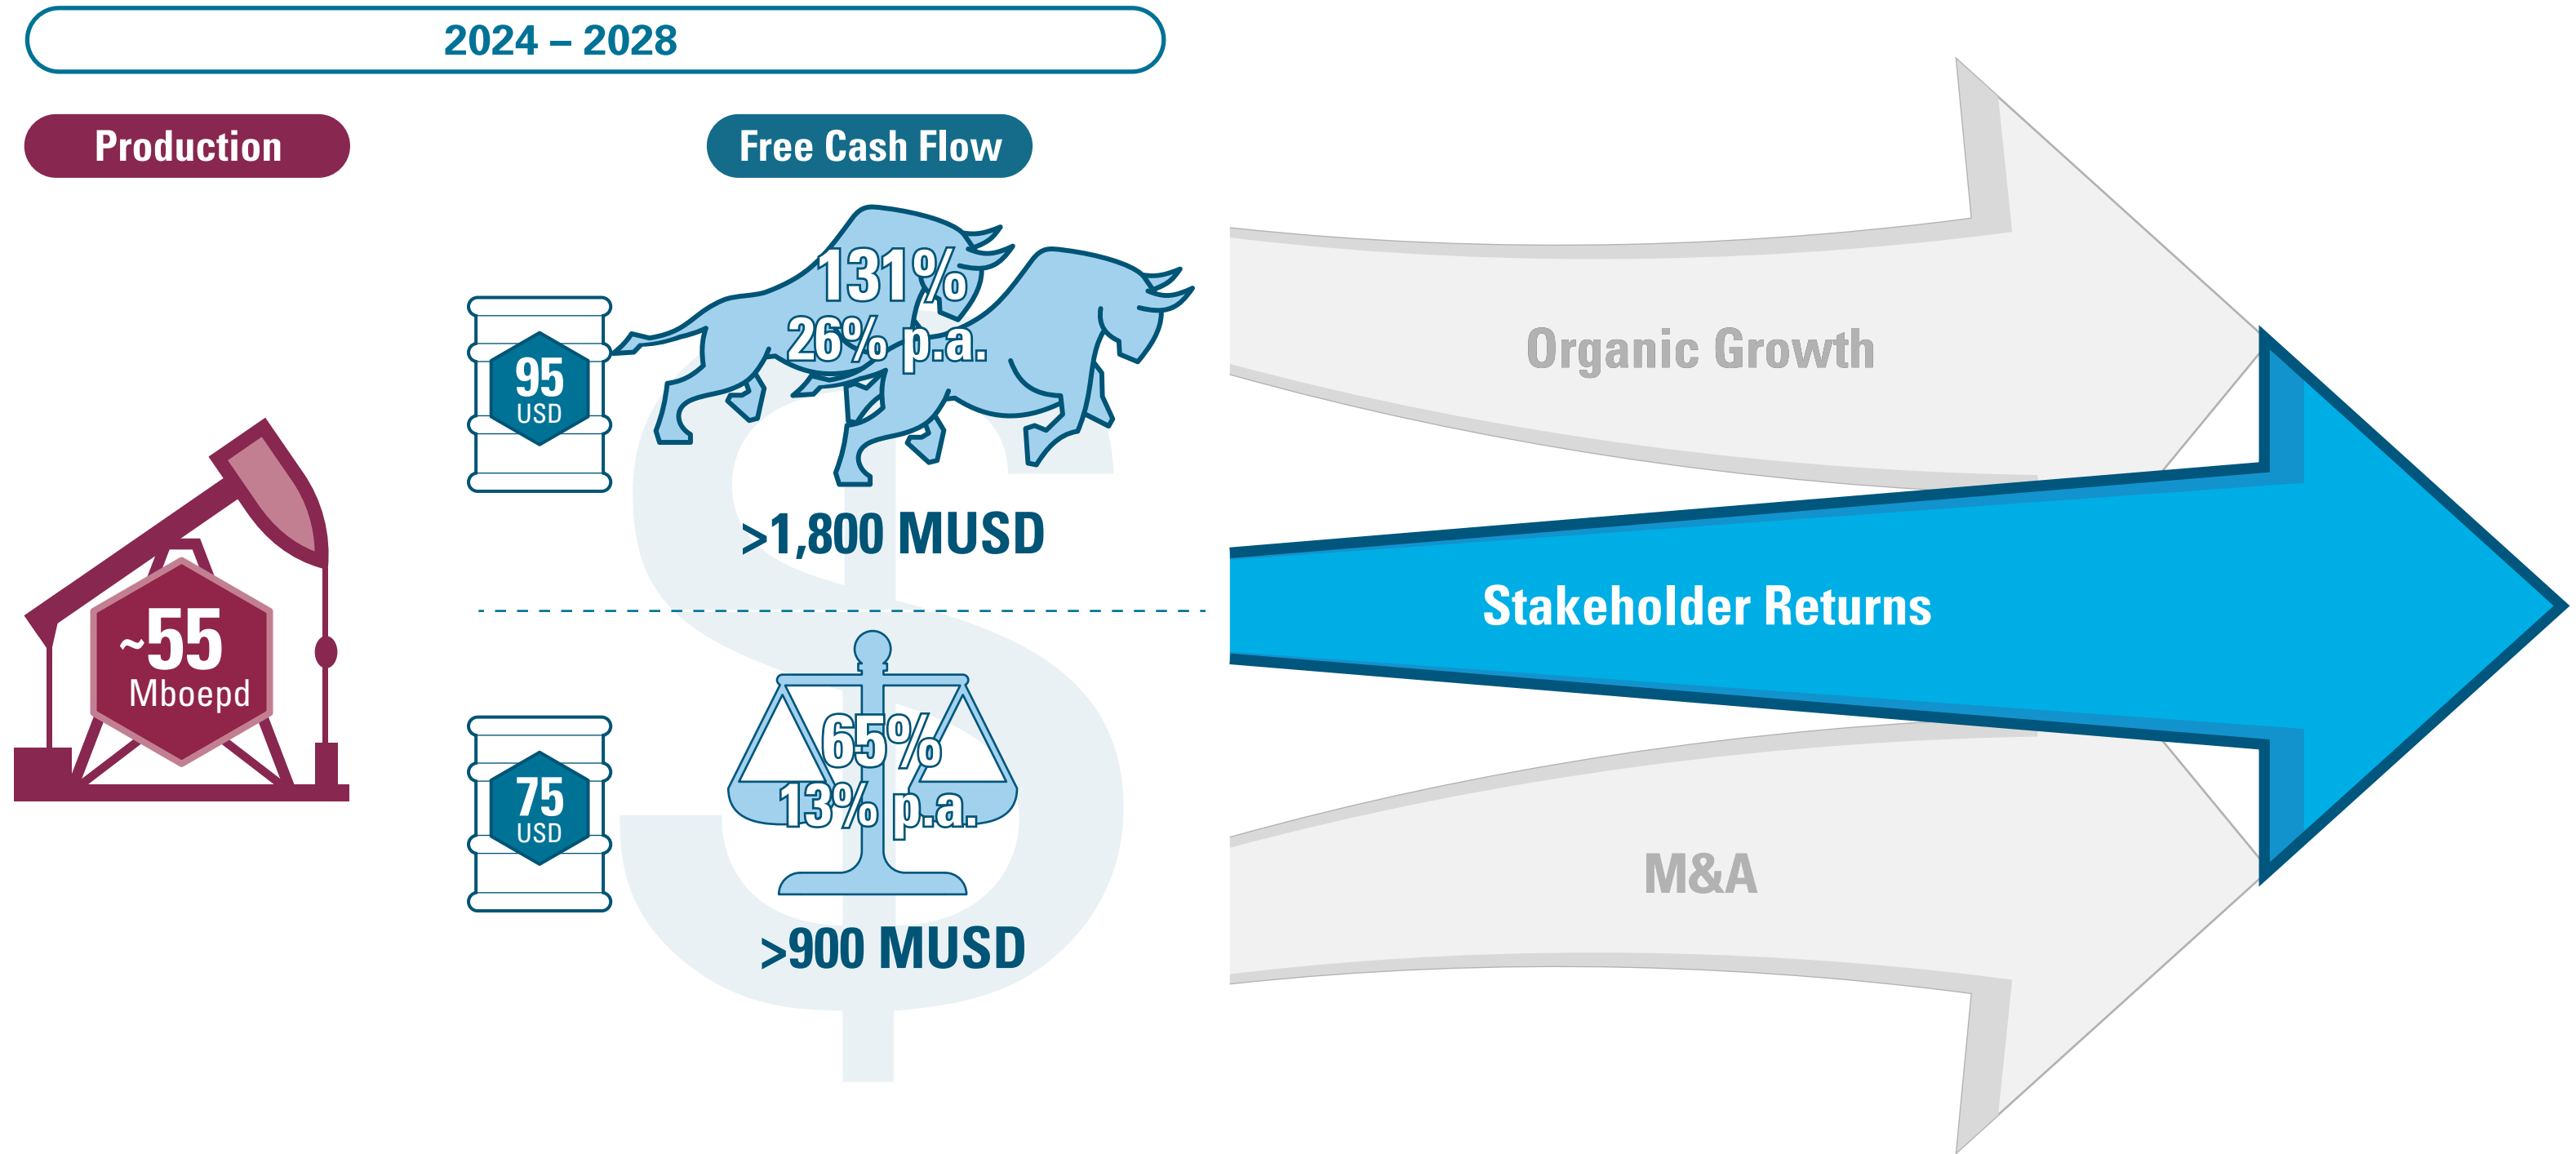 2024 – 2028
Production
Free Cash Flow
131%
26% p.a.
95
USD
>1,800 MUSD
~55
Mboepd
65%
13% p.a.
75
USD
>900 MUSD
Organic Growth
Stakeholder Returns
M&A